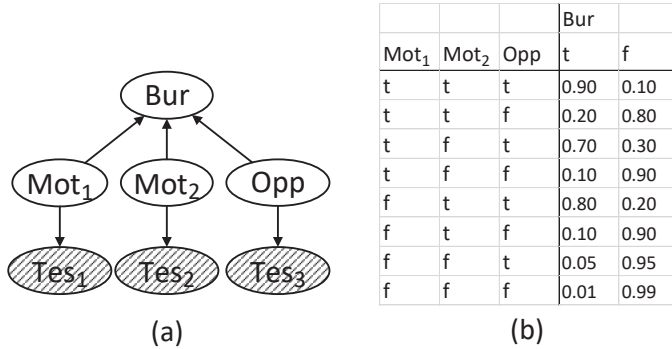 Bur
Mot₁ Mot₂ Opp
Tes₁ Tes₂ Tes₃
(a)
Bur
Mot₁ Mot₂ Opp t f
t t t 0.90 0.10
t t f 0.20 0.80
t f t 0.70 0.30
t f f 0.10 0.90
f t t 0.80 0.20
f t f 0.10 0.90
f f t 0.05 0.95
f f f 0.01 0.99
(b)